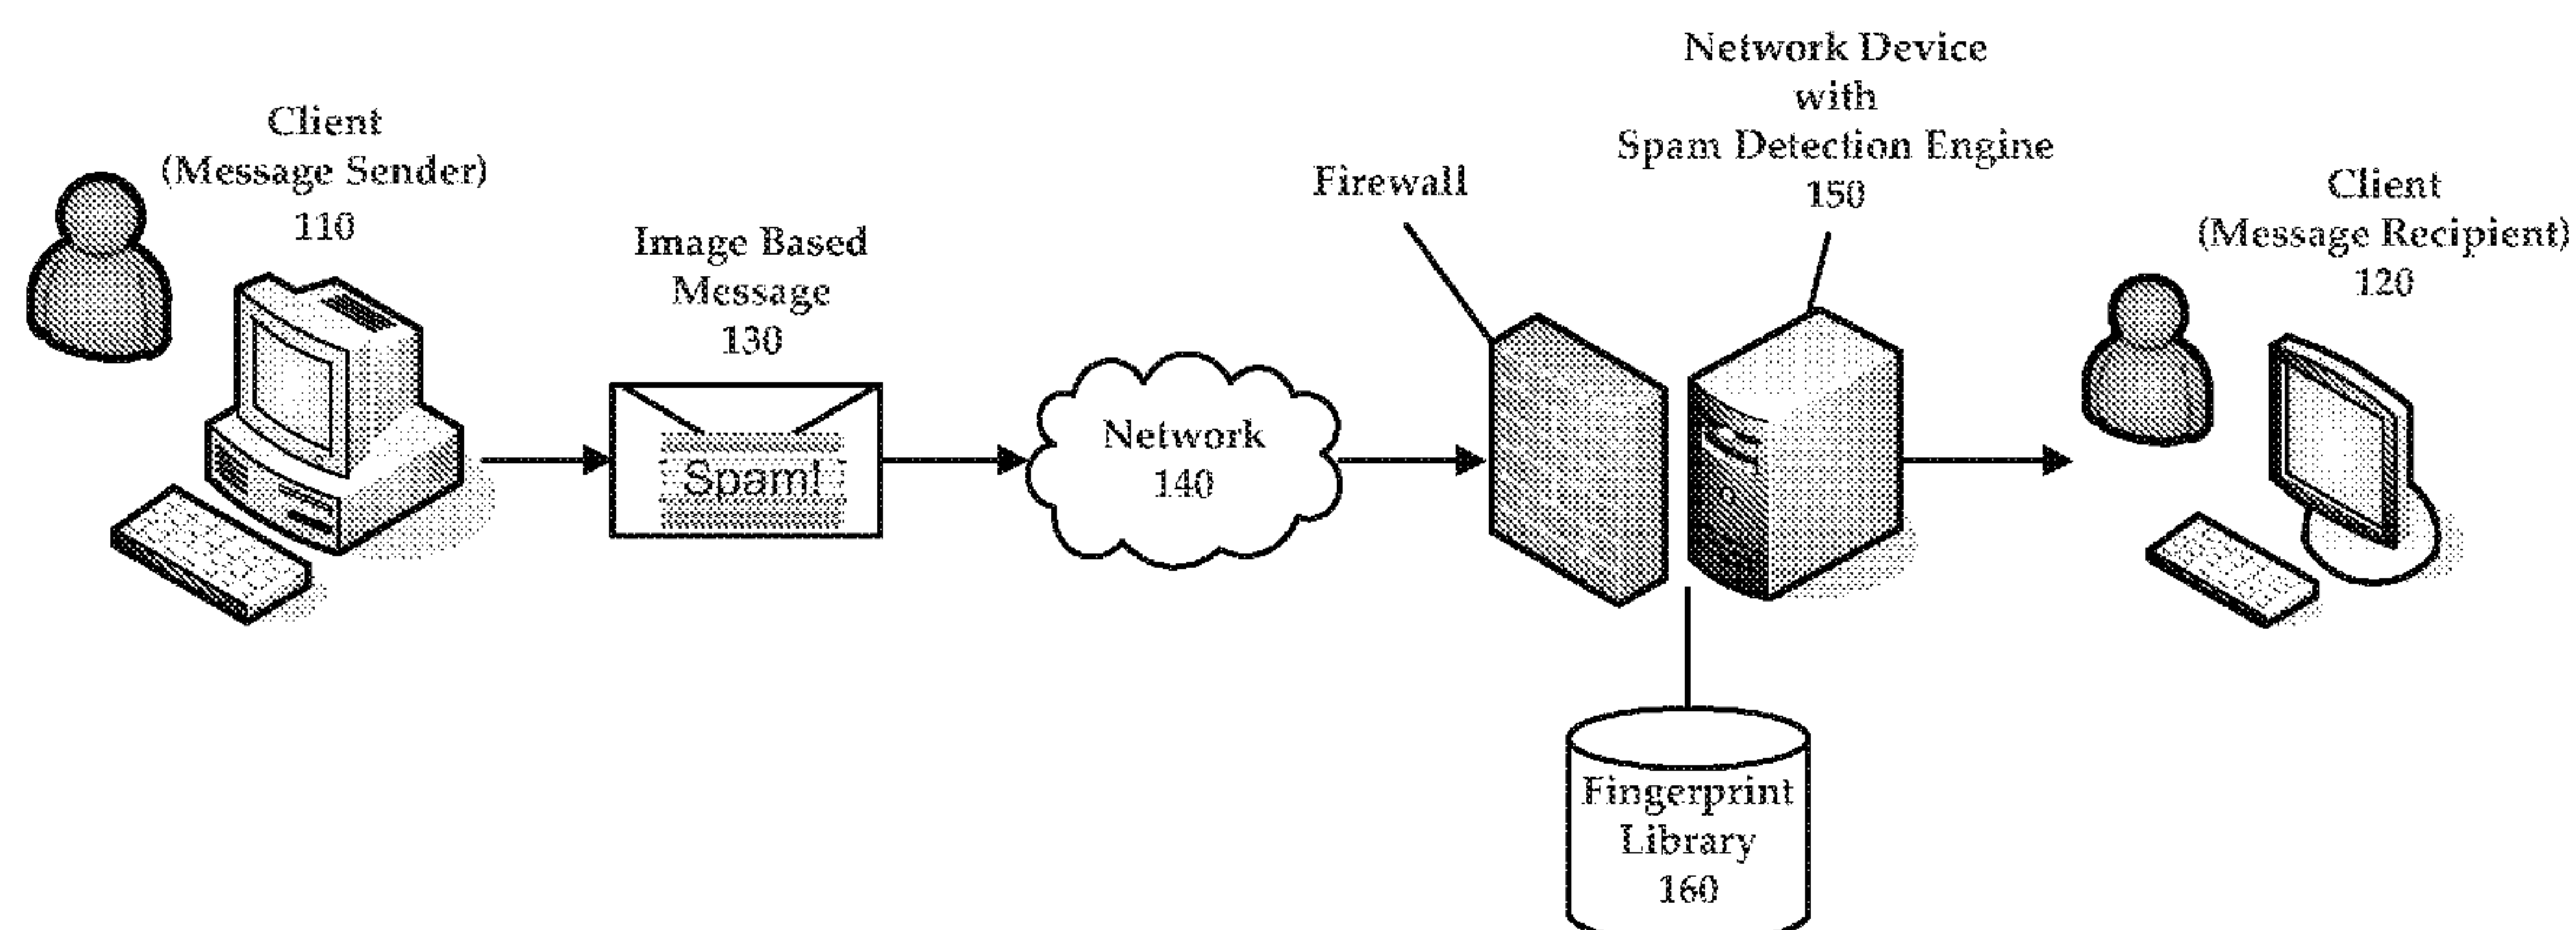 Client
(Message Sender)
110
Image Based
Message
130
Spam!
Network
140
Firewall
Network Device
with
Spam Detection Engine
150
Client
(Message Recipient)
120
Fingerprint
Library
160